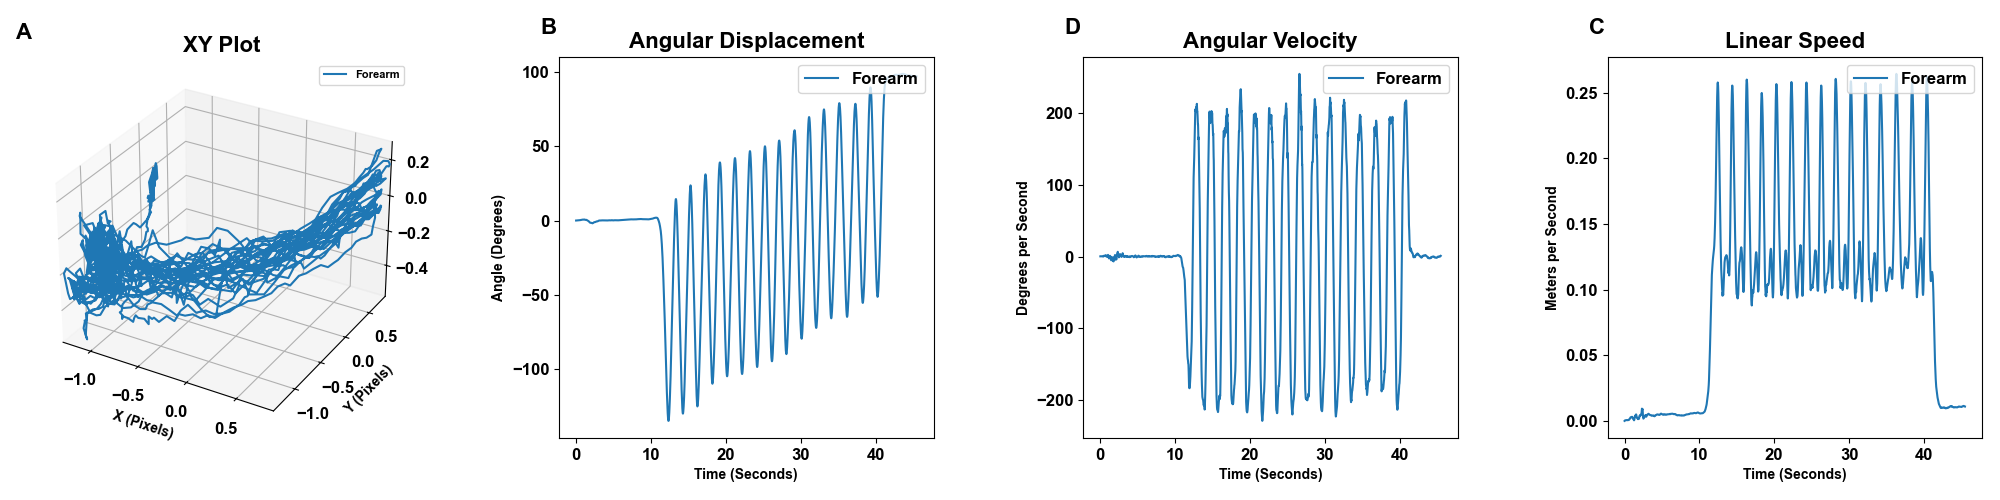 A
XY Plot
Forearm
0.2
0.0
−0.2
−0.4
−1.0
−0.5
0.0
0.5
X (Pixels)
0.5
0.0
−0.5
−1.0
Y (Pixels)
B
Angular Displacement
Forearm
100
50
0
−50
−100
Angle (Degrees)
0 10 20 30 40
Time (Seconds)
D
Angular Velocity
Forearm
200
100
0
−100
−200
Degrees per Second
0 10 20 30 40
Time (Seconds)
C
Linear Speed
Forearm
0.25
0.20
0.15
0.10
0.05
0.00
Meters per Second
0 10 20 30 40
Time (Seconds)